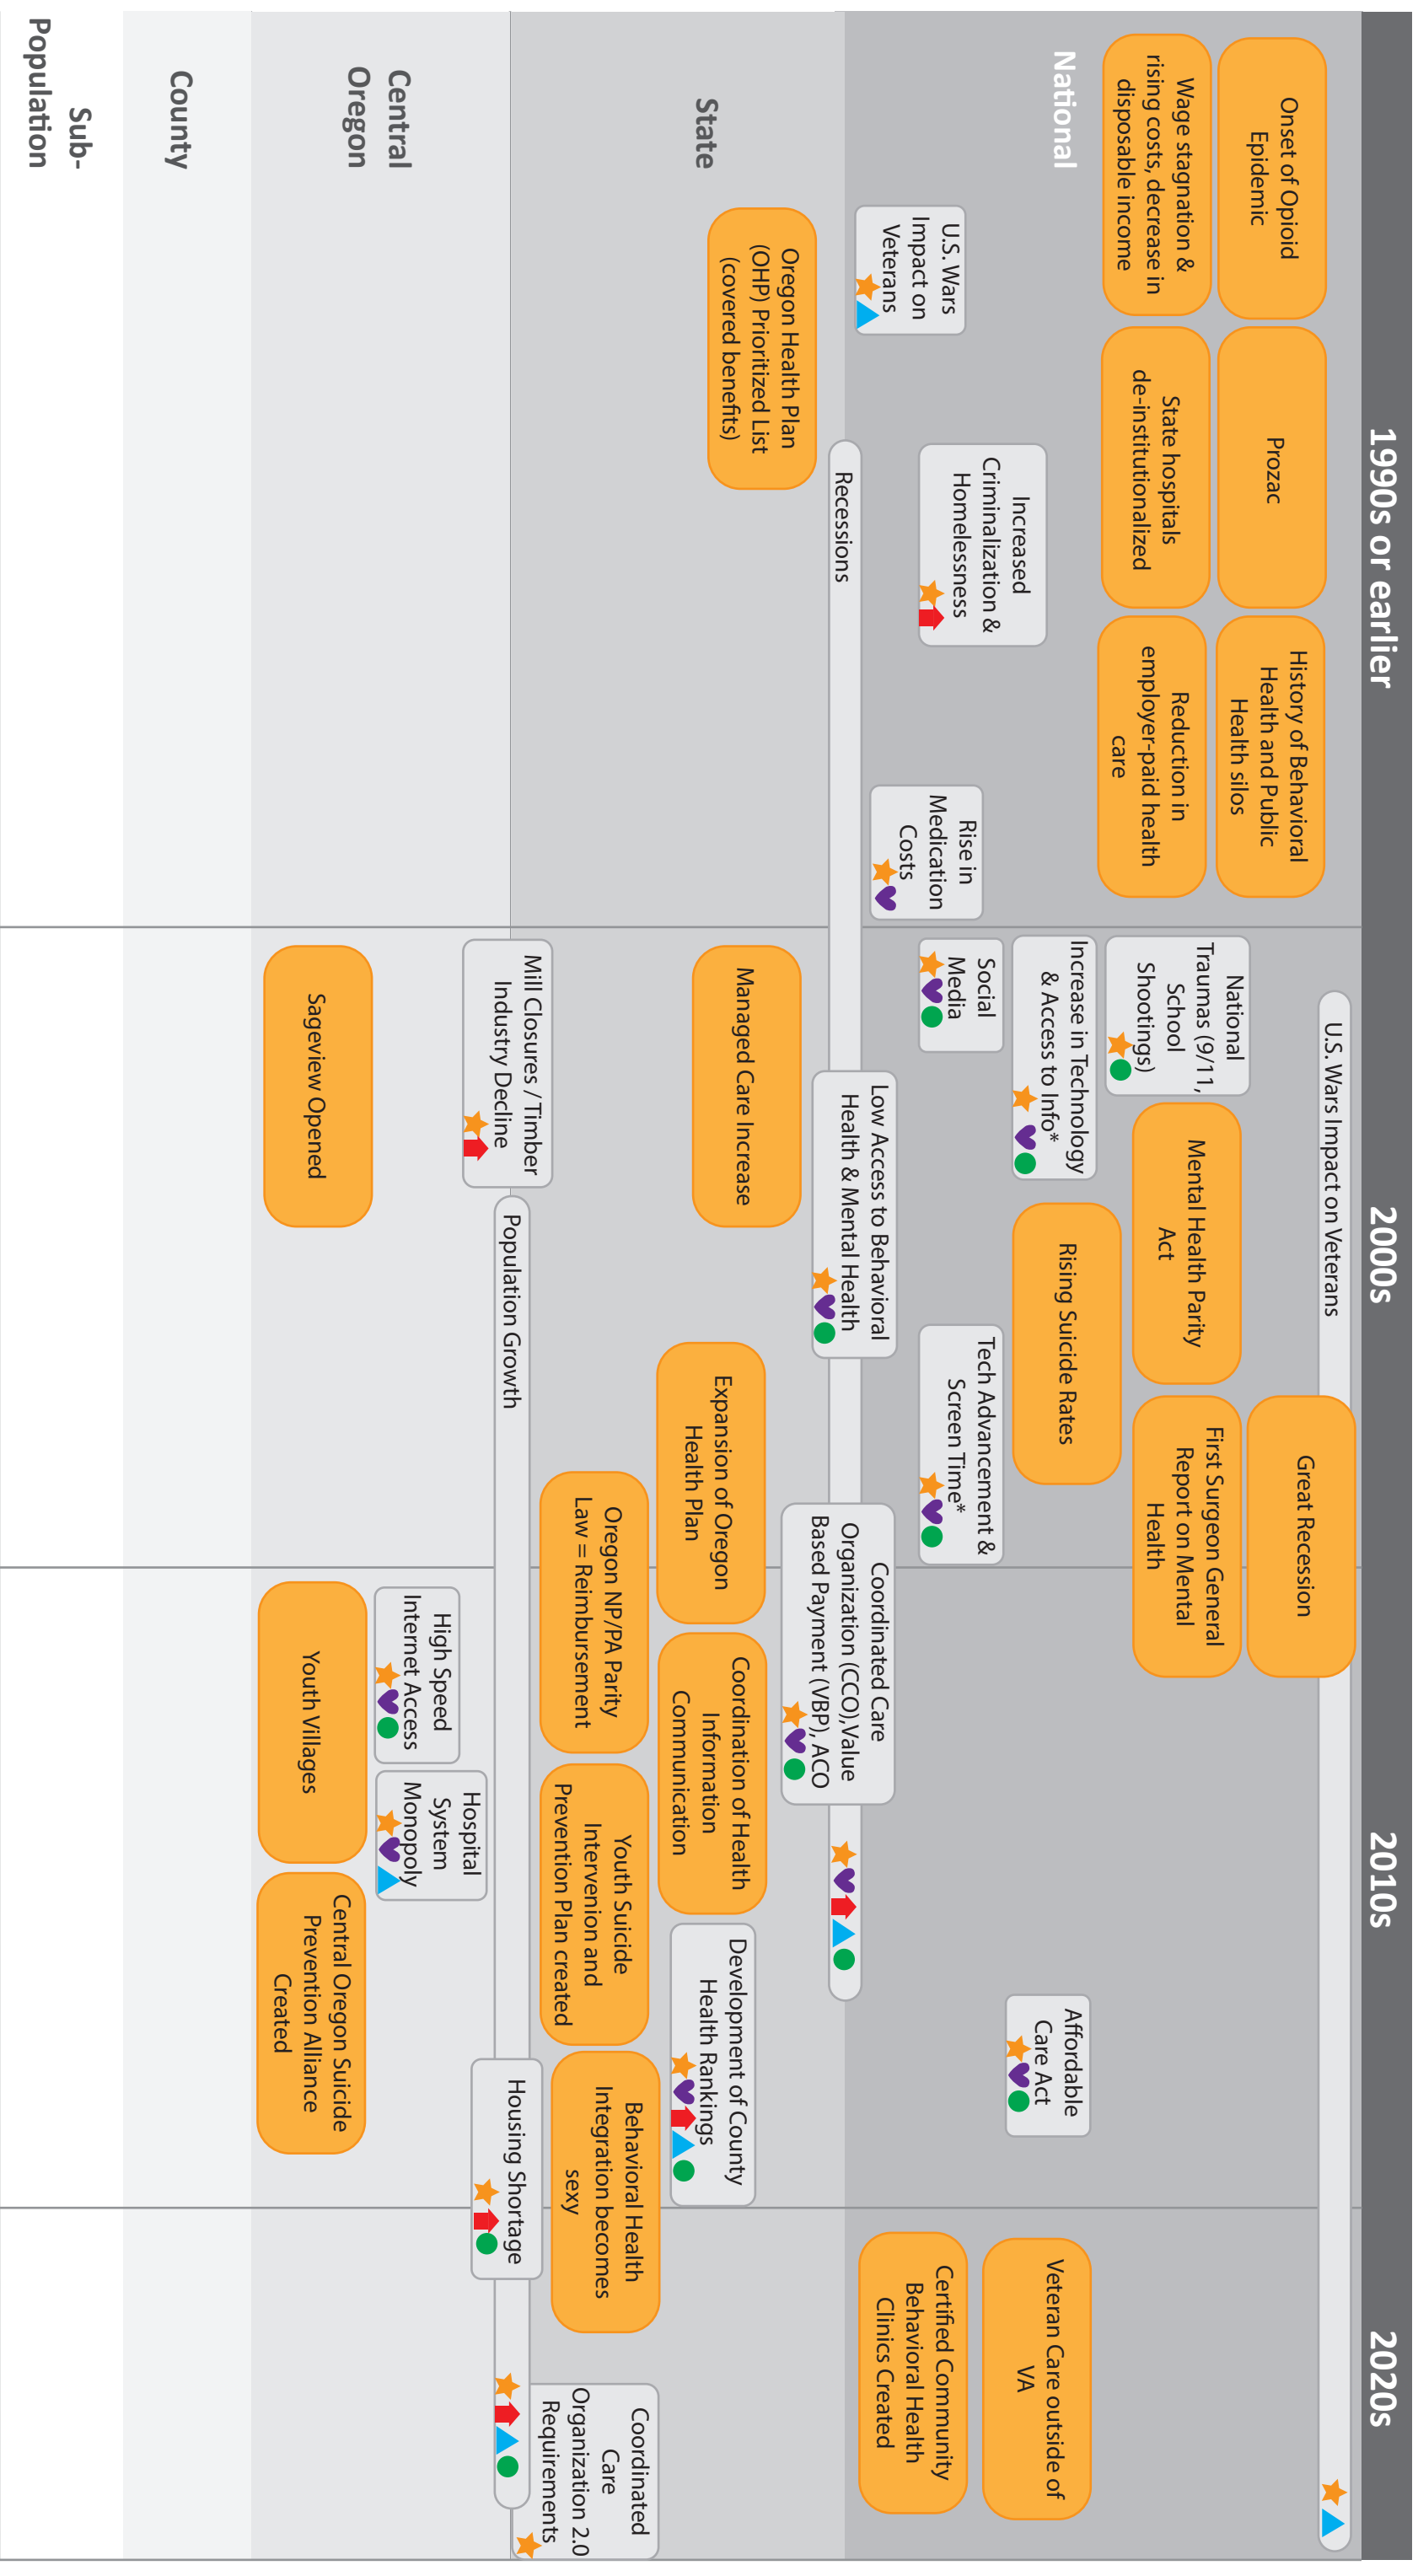 1990s or earlier
2000s
2010s
2020s
National
Onset of Opioid
Epidemic
Prozac
History of Behavioral
Health and Public
Health silos
Wage stagnation &
rising costs, decrease in
disposable income
State hospitals
de-institutionalized
Reduction in
employer-paid health
care
U.S. Wars
Impact on
Veterans
Increased
Criminalization &
Homelessness
Rise in
Medication
Costs
U.S. Wars Impact on Veterans
Great Recession
National
Traumas (9/11,
School
Shootings)
Mental Health Parity
Act
First Surgeon General
Report on Mental
Health
Increase in Technology
& Access to Info*
Rising Suicide Rates
Social
Media
Tech Advancement &
Screen Time*
Affordable
Care Act
Veteran Care outside of
VA
Certified Community
Behavioral Health
Clinics Created
Recessions
Low Access to Behavioral
Health & Mental Health
Coordinated Care
Organization (CCO),Value
Based Payment (VBP), ACO
State
Oregon Health Plan
(OHP) Prioritized List
(covered benefits)
Managed Care Increase
Expansion of Oregon
Health Plan
Coordination of Health
Information
Communication
Development of County
Health Rankings
Oregon NP/PA Parity
Law = Reimbursement
Youth Suicide
Intervenion and
Prevention Plan created
Behavioral Health
Integration becomes
sexy
Coordinated
Care
Organization 2.0
Requirements
Mill Closures / Timber
Industry Decline
Population Growth
Housing Shortage
Central
Oregon
Sageview Opened
High Speed
Internet Access
Hospital
System
Monopoly
Youth Villages
Central Oregon Suicide
Prevention Alliance
Created
County
Sub-
Population